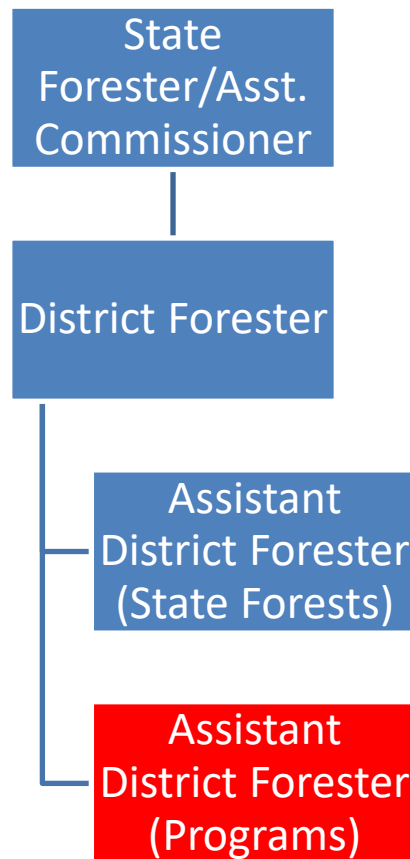 State
Forester/Asst.
Commissioner
District Forester
Assistant
District Forester
(State Forests)
Assistant
District Forester
(Programs)